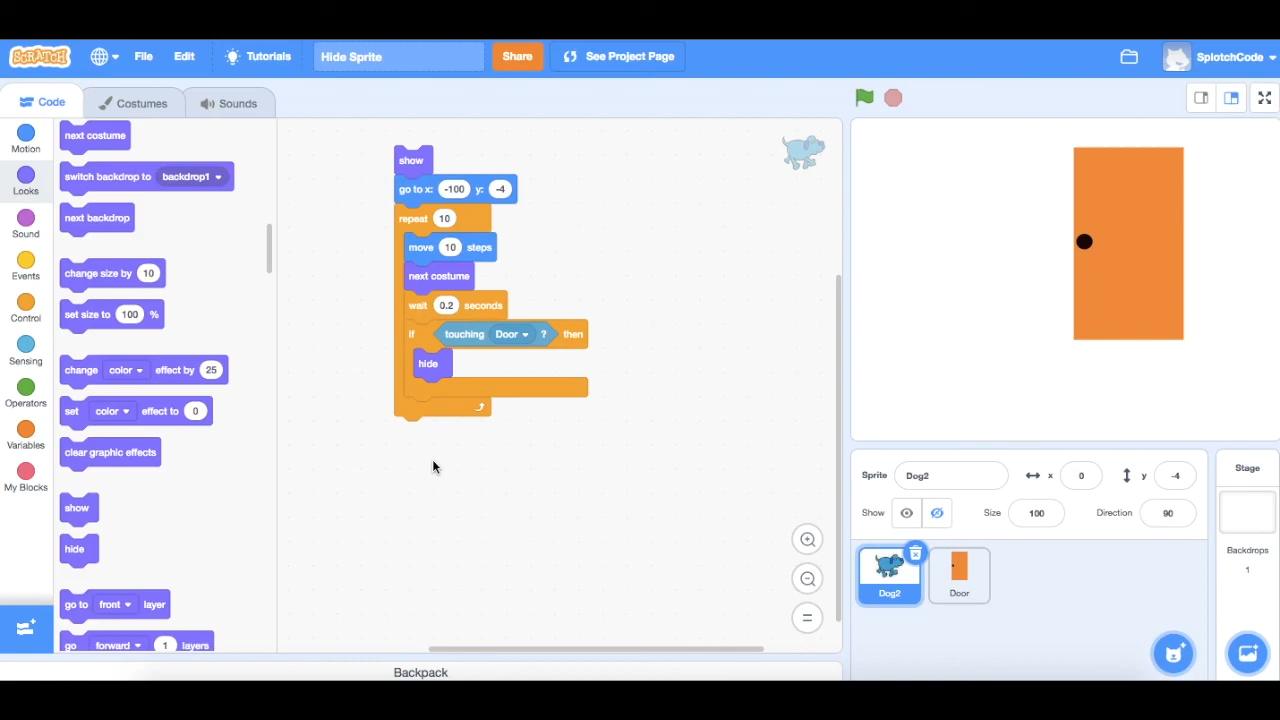 SCRATCH
File
Edit
Tutorials
Hide Sprite
Share
See Project Page
SplotchCode
Code
Costumes
Sounds
Motion
Looks
Sound
Events
Control
Sensing
Operators
Variables
My Blocks
next costume
switch backdrop to backdrop1
next backdrop
change size by 10
set size to 100 %
change color effect by 25
set color effect to 0
clear graphic effects
show
hide
go to front layer
go forward 1 layers
show
go to x: -100 y: -4
repeat 10
move 10 steps
next costume
wait 0.2 seconds
if touching Door ? then
hide
Backpack
Sprite Dog2 x 0 y -4
Show Size 100 Direction 90
Dog2
Door
Stage
Backdrops
1